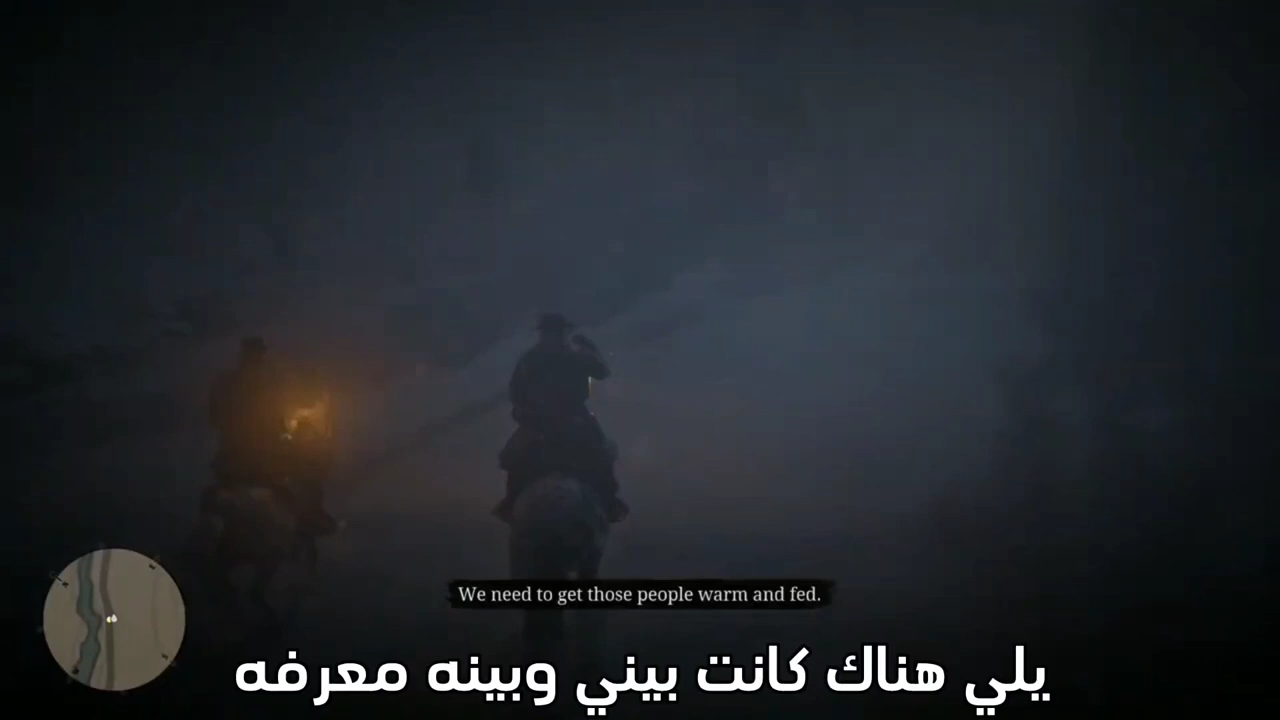 We need to get those people warm and fed.
يلي هناك كانت بيني وبينه معرفه